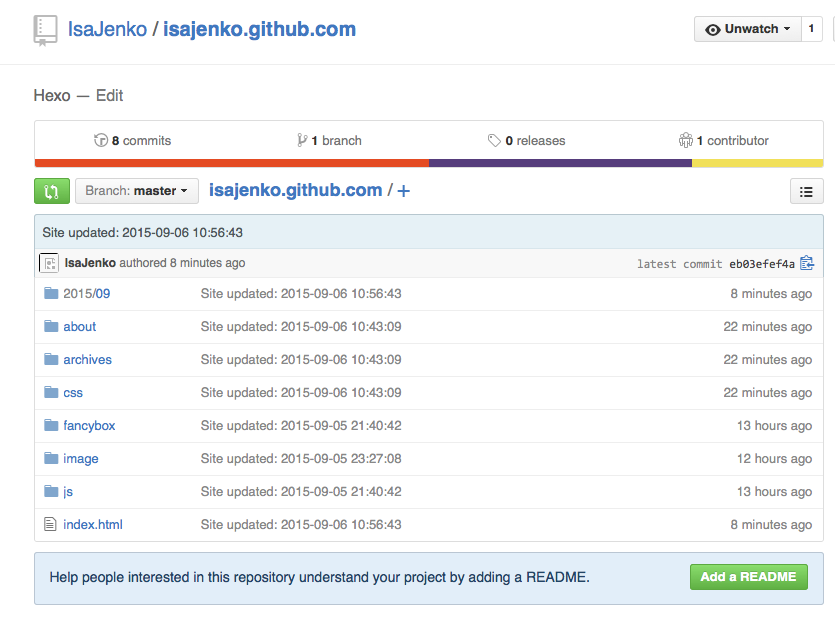 IsaJenko / isajenko.github.com
Unwatch 1
Hexo — Edit
8 commits 1 branch 0 releases 1 contributor
Branch: master isajenko.github.com / +
Site updated: 2015-09-06 10:56:43
IsaJenko authored 8 minutes ago latest commit eb03efef4a
2015/09 Site updated: 2015-09-06 10:56:43 8 minutes ago
about Site updated: 2015-09-06 10:43:09 22 minutes ago
archives Site updated: 2015-09-06 10:43:09 22 minutes ago
css Site updated: 2015-09-06 10:43:09 22 minutes ago
fancybox Site updated: 2015-09-05 21:40:42 13 hours ago
image Site updated: 2015-09-05 23:27:08 12 hours ago
js Site updated: 2015-09-05 21:40:42 13 hours ago
index.html Site updated: 2015-09-06 10:56:43 8 minutes ago
Help people interested in this repository understand your project by adding a README. Add a README